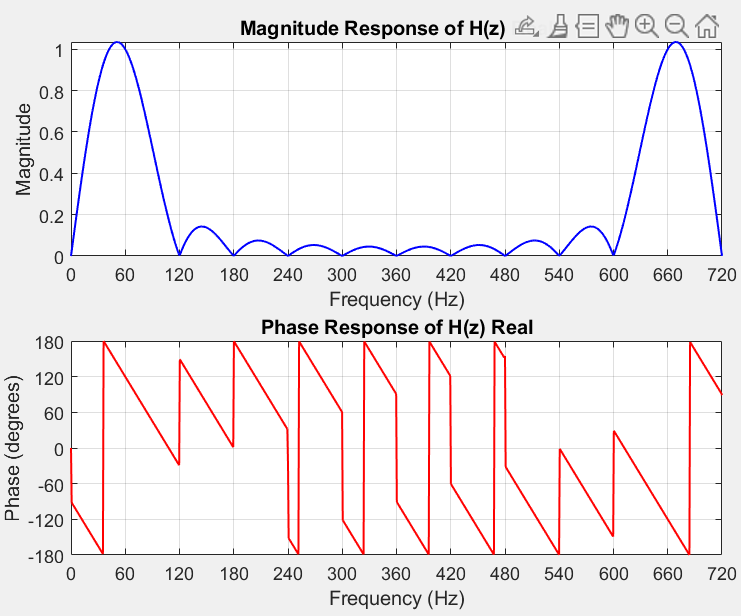 Magnitude Response of H(z)
1
0.8
0.6
0.4
0.2
0
Magnitude
0 60 120 180 240 300 360 420 480 540 600 660 720
Frequency (Hz)
Phase Response of H(z) Real
180
120
60
0
-60
-120
-180
Phase (degrees)
0 60 120 180 240 300 360 420 480 540 600 660 720
Frequency (Hz)